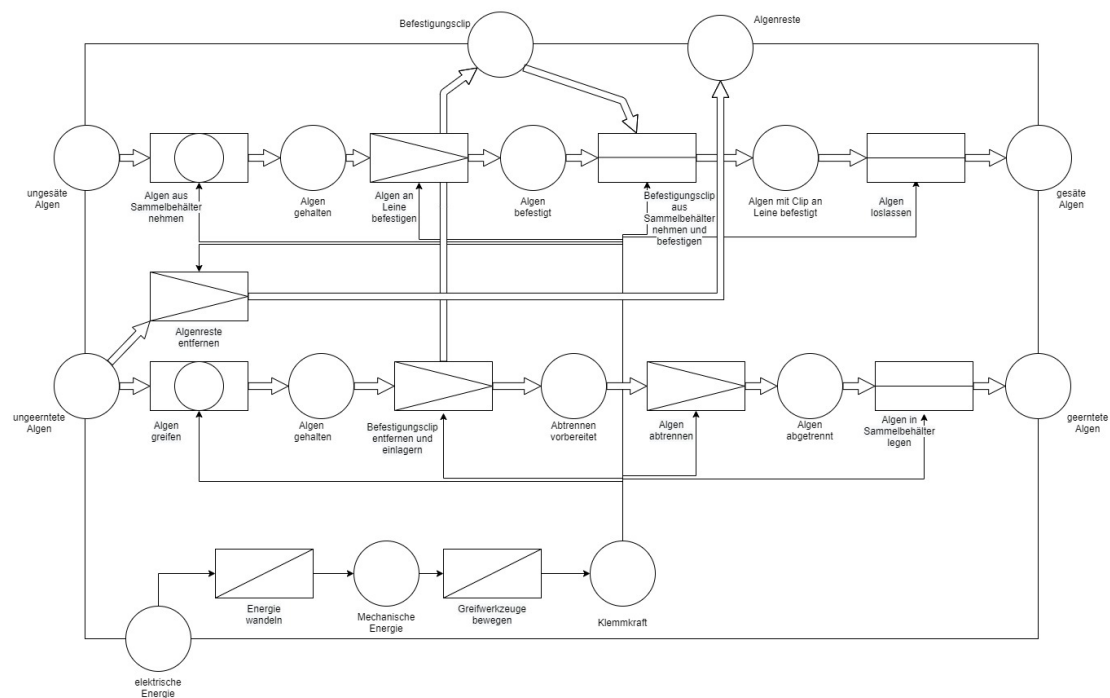 Befestigungsclip
Algenreste
ungesäte
Algen
Algen aus
Sammelbehälter
nehmen
Algen
gehalten
Algen an
Leine
befestigen
Algen
befestigt
Befestigungsclip
aus
Sammelbehälter
nehmen und
befestigen
Algen mit Clip an
Leine befestigt
Algen
loslassen
gesäte
Algen
Algenreste
entfernen
ungeerntete
Algen
Algen
greifen
Algen
gehalten
Befestigungsclip
entfernen und
einlagern
Abtrennen
vorbereitet
Algen
abtrennen
Algen
abgetrennt
Algen in
Sammelbehälter
legen
geerntete
Algen
Energie
wandeln
Mechanische
Energie
Greifwerkzeuge
bewegen
Klemmkraft
elektrische
Energie